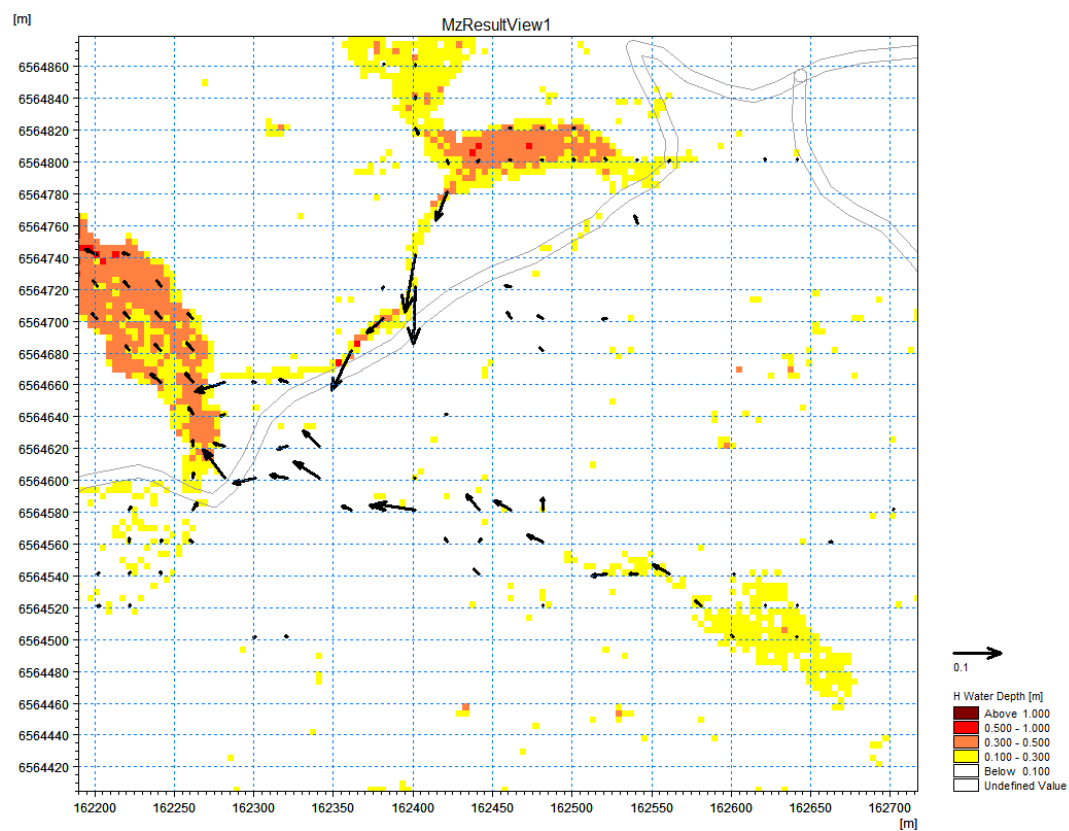 [m]
MzResultView1
6564860
6564840
6564820
6564800
6564780
6564760
6564740
6564720
6564700
6564680
6564660
6564640
6564620
6564600
6564580
6564560
6564540
6564520
6564500
6564480
6564460
6564440
6564420
162200 162250 162300 162350 162400 162450 162500 162550 162600 162650 162700
[m]
0.1
H Water Depth [m]
Above 1.000
0.500 - 1.000
0.300 - 0.500
0.100 - 0.300
Below 0.100
Undefined Value